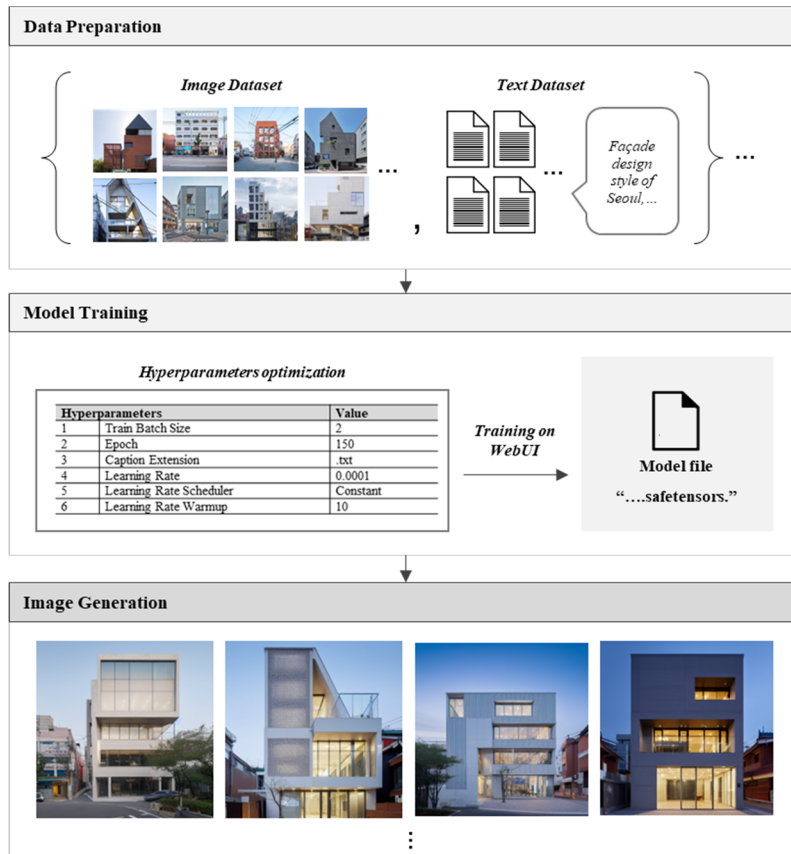 Data Preparation
Image Dataset
Text Dataset
...
,
...
Façade
design
style of
Seoul,...
...
Model Training
Hyperparameters optimization
Hyperparameters Value
1 Train Batch Size 2
2 Epoch 150
3 Caption Extension .txt
4 Learning Rate 0.0001
5 Learning Rate Scheduler Constant
6 Learning Rate Warmup 10
Training on
WebUI
Model file
“….safetensors.”
Image Generation